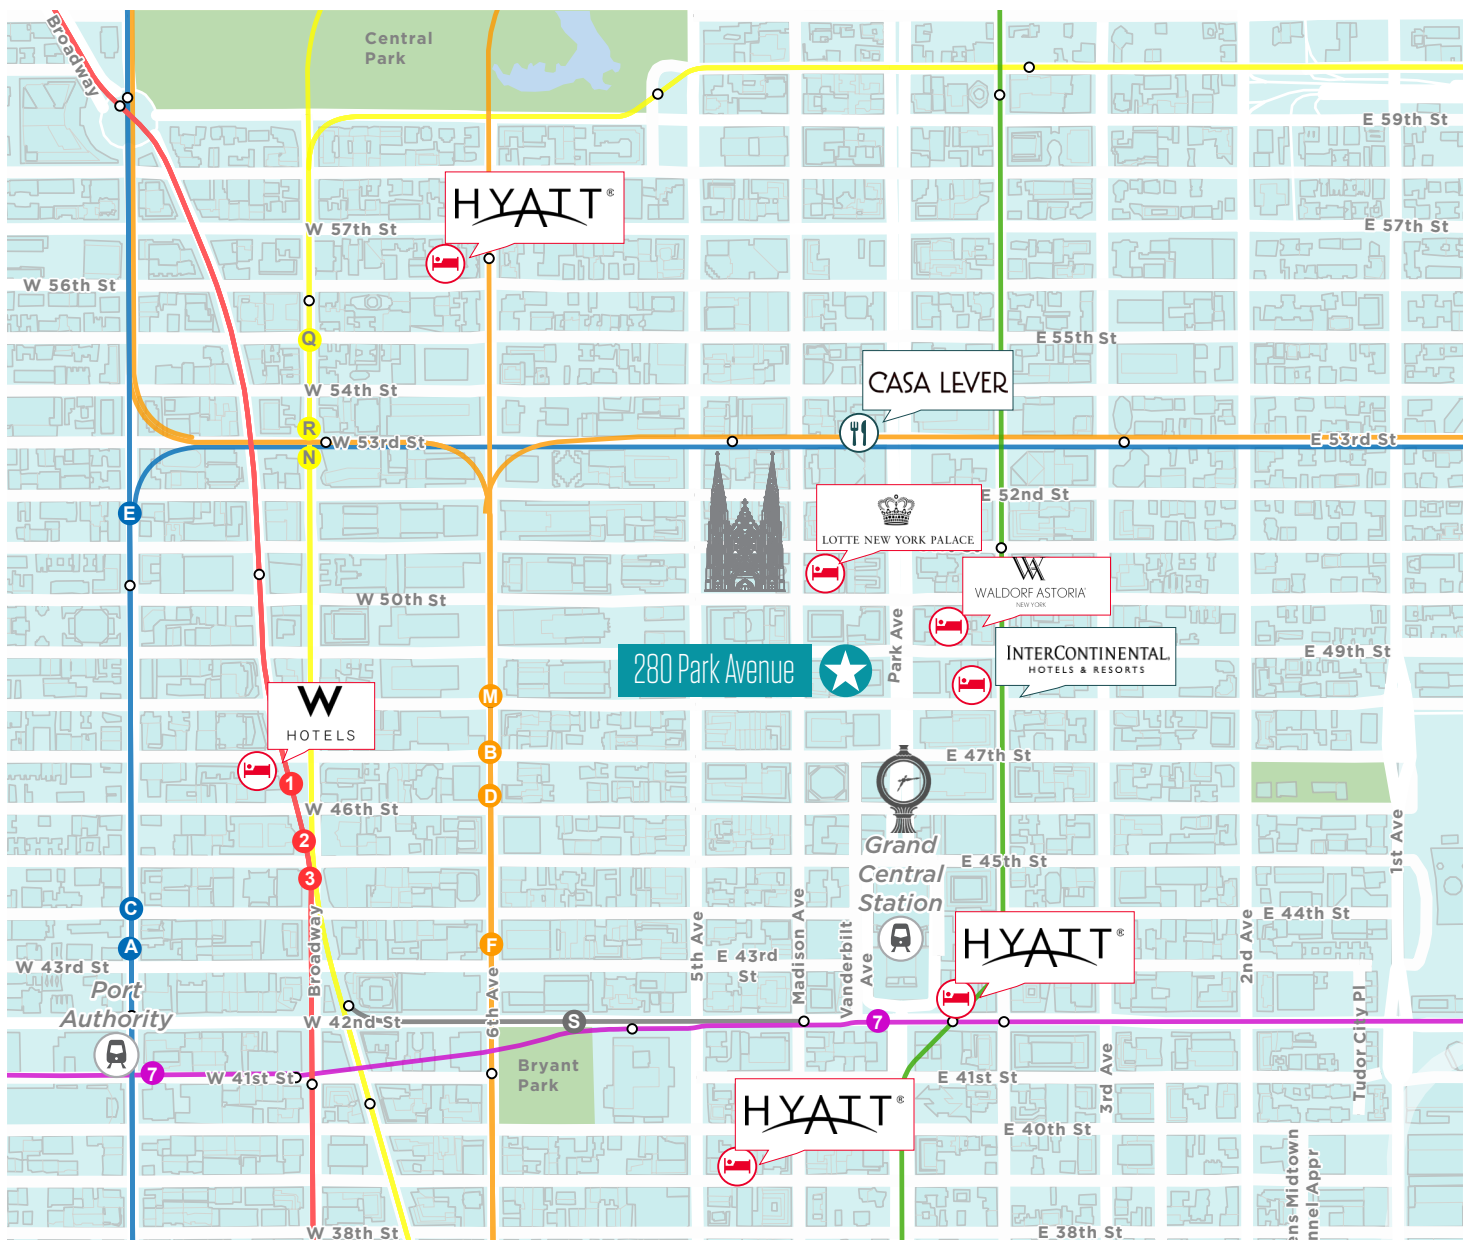 Broadway
Central
Park
E 59th St
HYATT®
W 57th St
E 57th St
W 56th St
Q
E 55th St
CASA LEVER
W 54th St
R
W 53rd St
E 53rd St
N
E 52nd St
E
LOTTE NEW YORK PALACE
WALDORF ASTORIA
NEW YORK
W 50th St
Park Ave
INTERCONTINENTAL
HOTELS & RESORTS
E 49th St
280 Park Avenue
M
W
HOTELS
B
E 47th St
1
D
W 46th St
2
Grand
Central
Station
E 45th St
1st Ave
3
C
Broadway
E 44th St
A
F
5th Ave
Madison Ave
Vanderbilt
Ave
HYATT®
2nd Ave
E 43rd
St
W 43rd St
Port
Authority
6th Ave
W 42nd St
S
7
Tudor City Pl
7
W 41st St
Bryant
Park
E 41st St
3rd Ave
HYATT®
E 40th St
ens Midtown
nnel Appr
W 38th St
E 38th St